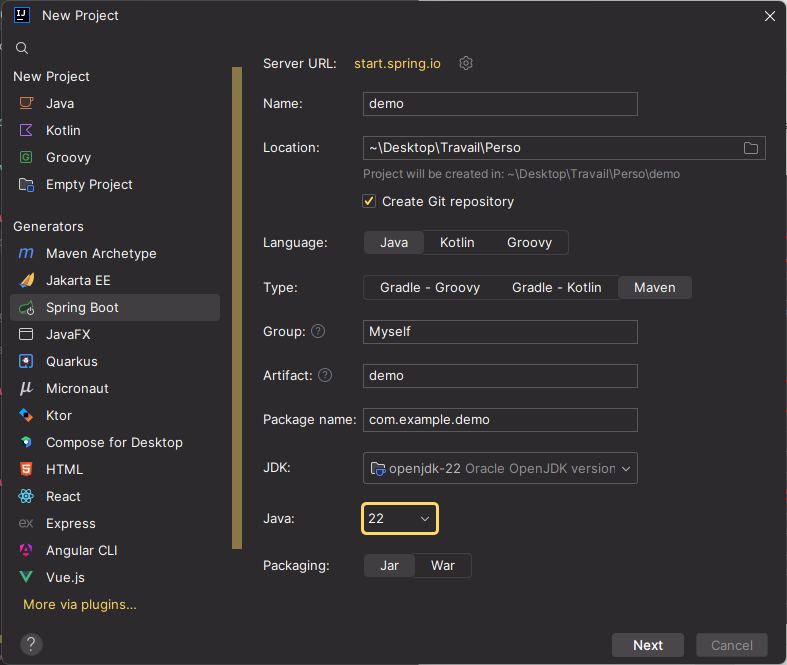 New Project
New Project
Java
Kotlin
Groovy
Empty Project
Generators
Maven Archetype
Jakarta EE
Spring Boot
JavaFX
Quarkus
Micronaut
Ktor
Compose for Desktop
HTML
React
Express
Angular CLI
Vue.js
More via plugins...
Server URL: start.spring.io
Name: demo
Location: ~\Desktop\Travail\Perso
Project will be created in: ~\Desktop\Travail\Perso\demo
Create Git repository
Language: Java Kotlin Groovy
Type: Gradle - Groovy Gradle - Kotlin Maven
Group: ? Myself
Artifact: ? demo
Package name: com.example.demo
JDK: openjdk-22 Oracle OpenJDK version
Java: 22
Packaging: Jar War
? Next Cancel